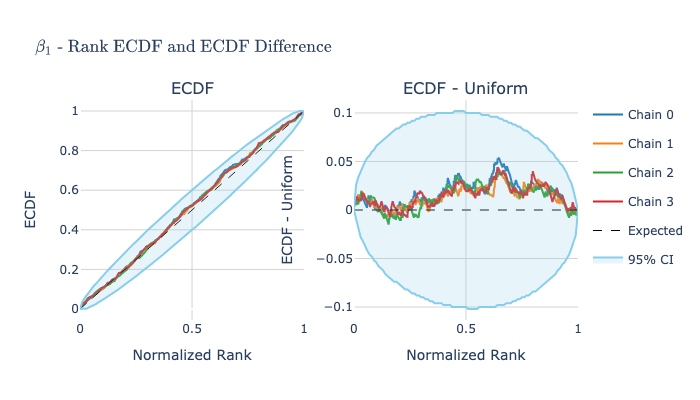 β₁ - Rank ECDF and ECDF Difference
ECDF
ECDF - Uniform
ECDF
1
0.8
0.6
0.4
0.2
0
0
0.5
1
Normalized Rank
ECDF - Uniform
0.1
0.05
0
−0.05
−0.1
0
0.5
1
Normalized Rank
Chain 0
Chain 1
Chain 2
Chain 3
Expected
95% CI